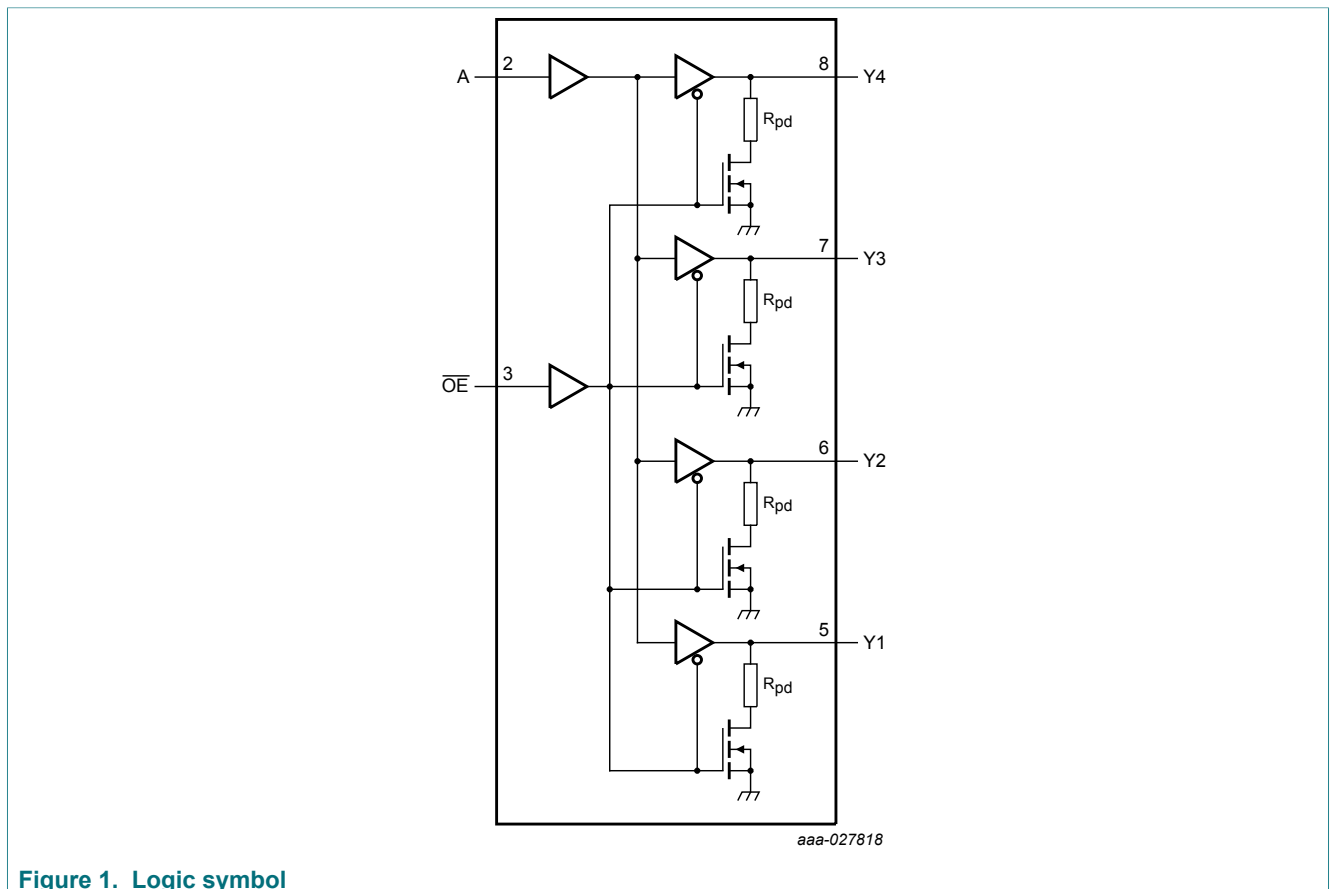 A 2 8 Y4
Rpd
7 Y3
Rpd
OE 3
6 Y2
Rpd
5 Y1
Rpd
aaa-027818
Figure 1. Logic symbol